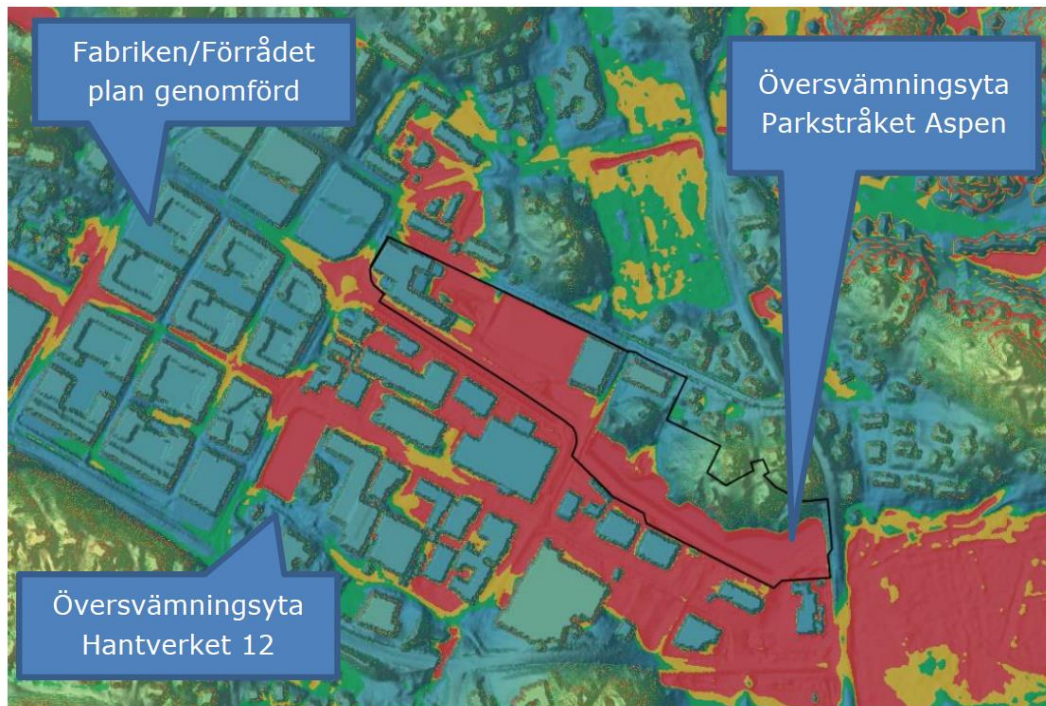 Fabriken/Förrådet
plan genomförd
Översvämningsyta
Parkstråket Aspen
Översvämningsyta
Hantverket 12